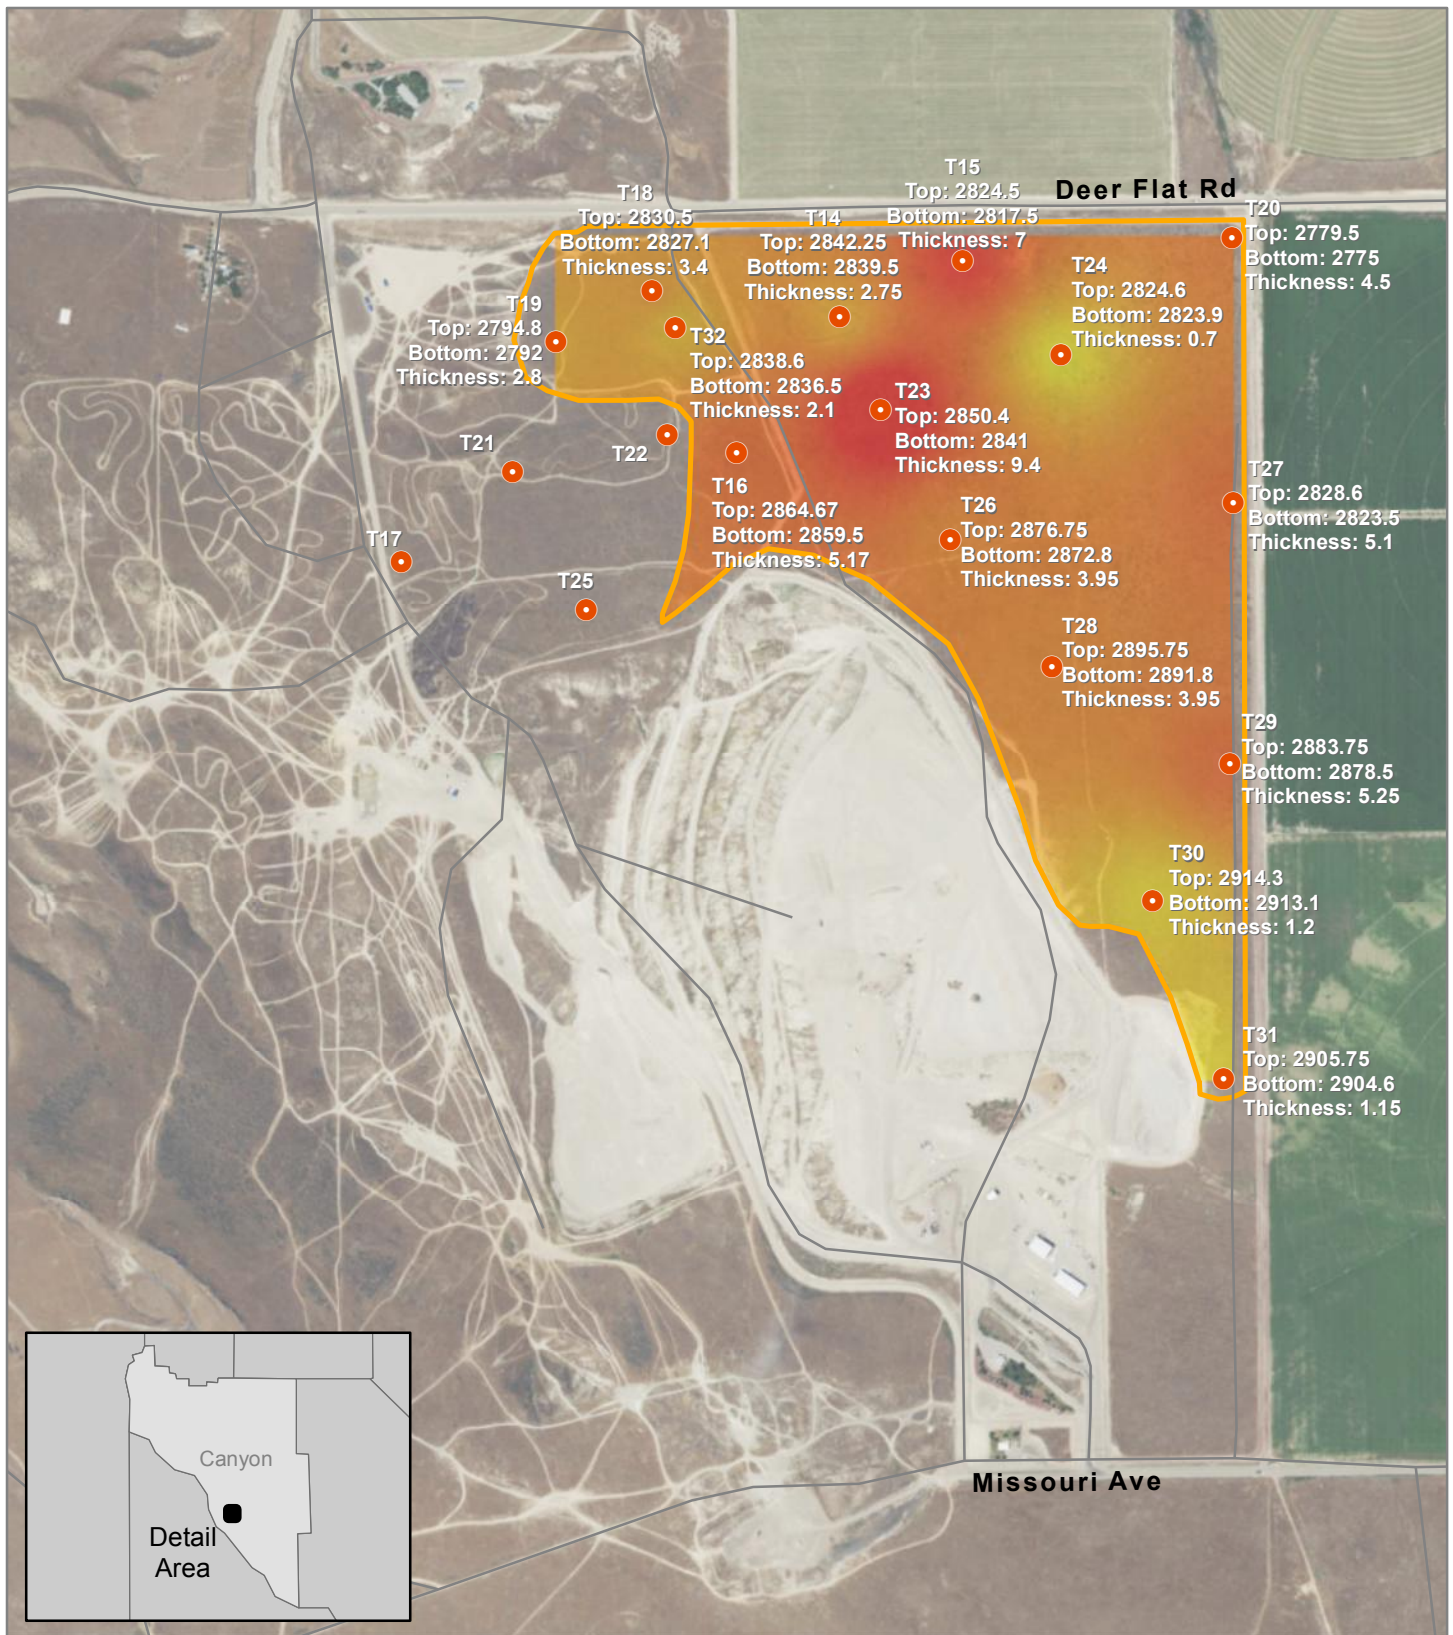 T15
Top: 2824.5
Bottom: 2817.5
Thickness: 7
Deer Flat Rd
T18
Top: 2830.5
Bottom: 2827.1
Thickness: 3.4
T14
Top: 2842.25
Bottom: 2839.5
Thickness: 2.75
T20
Top: 2779.5
Bottom: 2775
Thickness: 4.5
T24
Top: 2824.6
Bottom: 2823.9
Thickness: 0.7
T19
Top: 2794.8
Bottom: 2792
Thickness: 2.8
T32
Top: 2838.6
Bottom: 2836.5
Thickness: 2.1
T23
Top: 2850.4
Bottom: 2841
Thickness: 9.4
T21
T22
T16
Top: 2864.67
Bottom: 2859.5
Thickness: 5.17
T27
Top: 2828.6
Bottom: 2823.5
Thickness: 5.1
T26
Top: 2876.75
Bottom: 2872.8
Thickness: 3.95
T17
T25
T28
Top: 2895.75
Bottom: 2891.8
Thickness: 3.95
T29
Top: 2883.75
Bottom: 2878.5
Thickness: 5.25
T30
Top: 2914.3
Bottom: 2913.1
Thickness: 1.2
T31
Top: 2905.75
Bottom: 2904.6
Thickness: 1.15
Missouri Ave
Canyon
Detail
Area